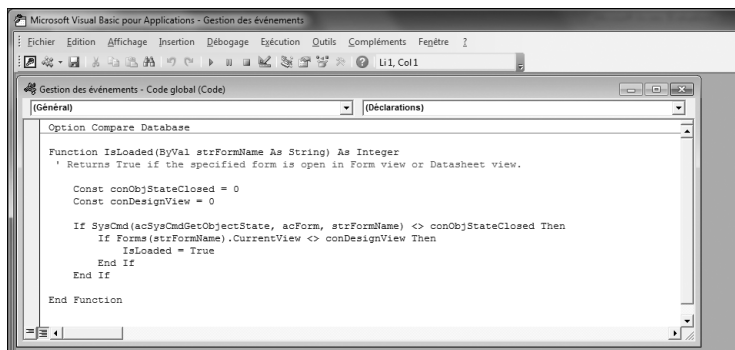 Microsoft Visual Basic pour Applications - Gestion des événements
Fichier Edition Affichage Insertion Débogage Exécution Outils Compléments Fenêtre ?
Li 1, Col 1
Gestion des événements - Code global (Code)
(Général) (Déclarations)
Option Compare Database
Function IsLoaded(ByVal strFormName As String) As Integer
' Returns True if the specified form is open in Form view or Datasheet view.
Const conObjStateClosed = 0
Const conDesignView = 0
If SysCmd(acSysCmdGetObjectState, acForm, strFormName) <> conObjStateClosed Then
If Forms(strFormName).CurrentView <> conDesignView Then
IsLoaded = True
End If
End If
End Function